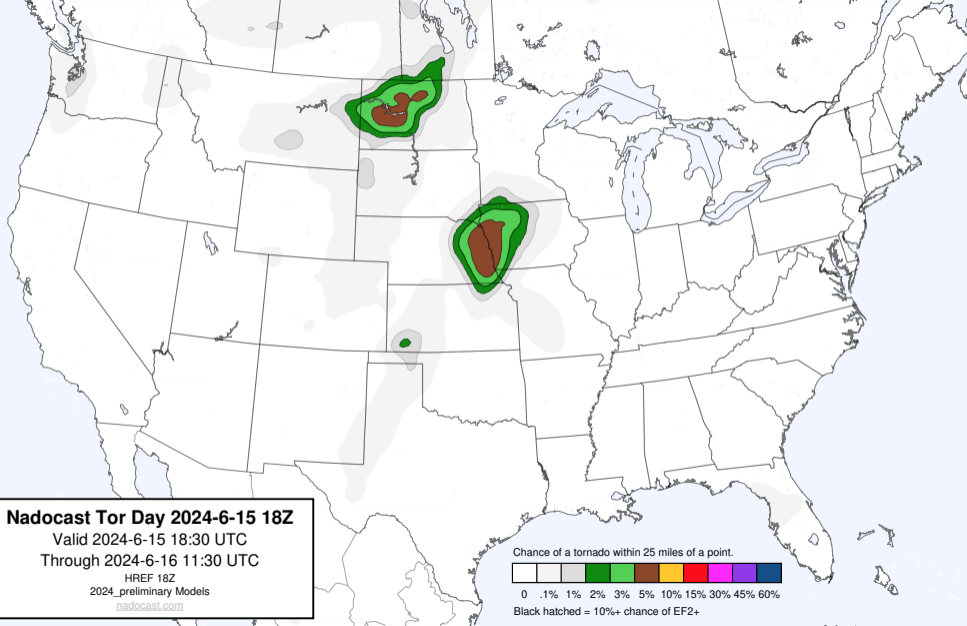 Nadocast Tor Day 2024-6-15 18Z
Valid 2024-6-15 18:30 UTC
Through 2024-6-16 11:30 UTC
HREF 18Z
2024_preliminary Models
nadocast.com
Chance of a tornado within 25 miles of a point.
0 .1% 1% 2% 3% 5% 10% 15% 30% 45% 60%
Black hatched = 10%+ chance of EF2+